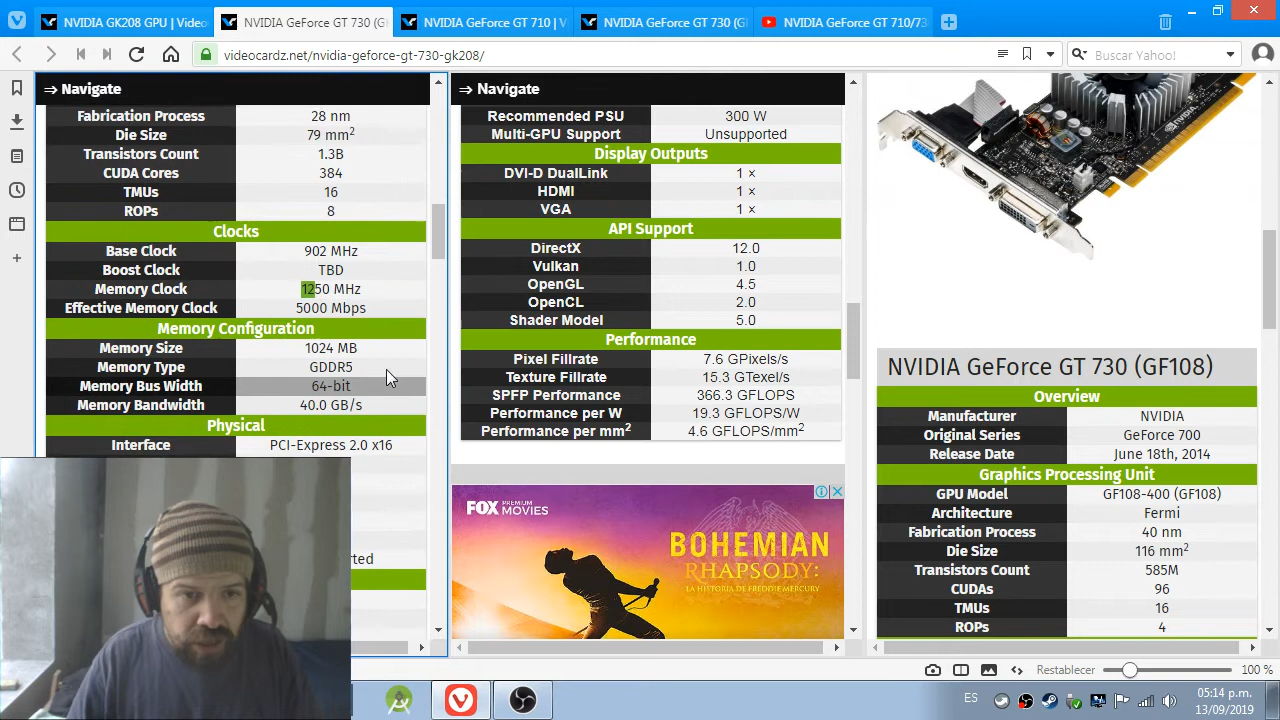 NVIDIA GK208 GPU | Video
NVIDIA GeForce GT 730 (G
NVIDIA GeForce GT 710 | V
NVIDIA GeForce GT 730 (GF
NVIDIA GeForce GT 710/73
videocardz.net/nvidia-geforce-gt-730-gk208/
Buscar Yahoo!
⇒ Navigate
Fabrication Process 28 nm
Die Size 79 mm²
Transistors Count 1.3B
CUDA Cores 384
TMUs 16
ROPs 8
Clocks
Base Clock 902 MHz
Boost Clock TBD
Memory Clock 1250 MHz
Effective Memory Clock 5000 Mbps
Memory Configuration
Memory Size 1024 MB
Memory Type GDDR5
Memory Bus Width 64-bit
Memory Bandwidth 40.0 GB/s
Physical
Interface PCI-Express 2.0 x16
rted
⇒ Navigate
Recommended PSU 300 W
Multi-GPU Support Unsupported
Display Outputs
DVI-D DualLink 1 ×
HDMI 1 ×
VGA 1 ×
API Support
DirectX 12.0
Vulkan 1.0
OpenGL 4.5
OpenCL 2.0
Shader Model 5.0
Performance
Pixel Fillrate 7.6 GPixels/s
Texture Fillrate 15.3 GTexel/s
SPFP Performance 366.3 GFLOPS
Performance per W 19.3 GFLOPS/W
Performance per mm² 4.6 GFLOPS/mm²
FOX PREMIUM MOVIES
BOHEMIAN
RHAPSODY:
LA HISTORIA DE FREDDIE MERCURY
NVIDIA
NVIDIA GeForce GT 730 (GF108)
Overview
Manufacturer NVIDIA
Original Series GeForce 700
Release Date June 18th, 2014
Graphics Processing Unit
GPU Model GF108-400 (GF108)
Architecture Fermi
Fabrication Process 40 nm
Die Size 116 mm²
Transistors Count 585M
CUDAs 96
TMUs 16
ROPs 4
Restablecer 100 %
ES
05:14 p.m.
13/09/2019